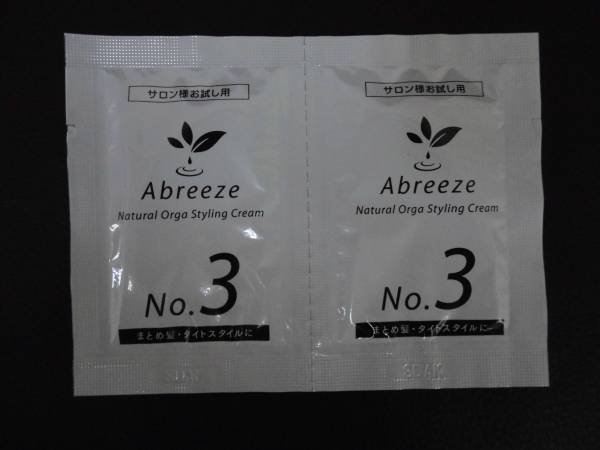 サロン様お試し用
Abreeze
Natural Orga Styling Cream
No.3
まとめ髪・タイトスタイルに
サロン様お試し用
Abreeze
Natural Orga Styling Cream
No.3
まとめ髪・タイトスタイルに